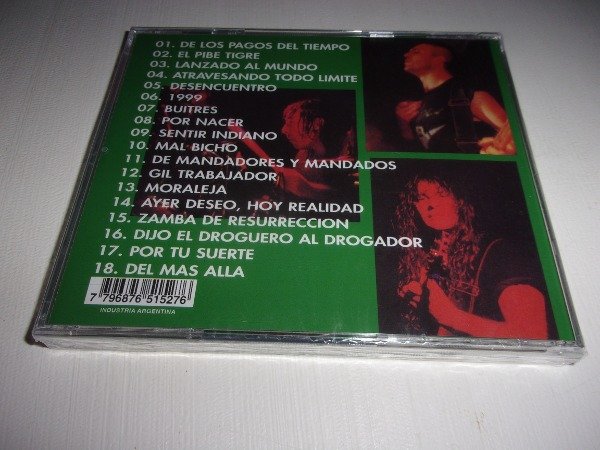 01. DE LOS PAGOS DEL TIEMPO
02. EL PIBE TIGRE
03. LANZADO AL MUNDO
04. ATRAVESANDO TODO LIMITE
05. DESENCUENTRO
06. 1999
07. BUITRES
08. POR NACER
09. SENTIR INDIANO
10. MAL BICHO
11. DE MANDADORES Y MANDADOS
12. GIL TRABAJADOR
13. MORALEJA
14. AYER DESEO, HOY REALIDAD
15. ZAMBA DE RESURRECCION
16. DIJO EL DROGUERO AL DROGADOR
17. POR TU SUERTE
18. DEL MAS ALLA
7 796876 515276
INDUSTRIA ARGENTINA